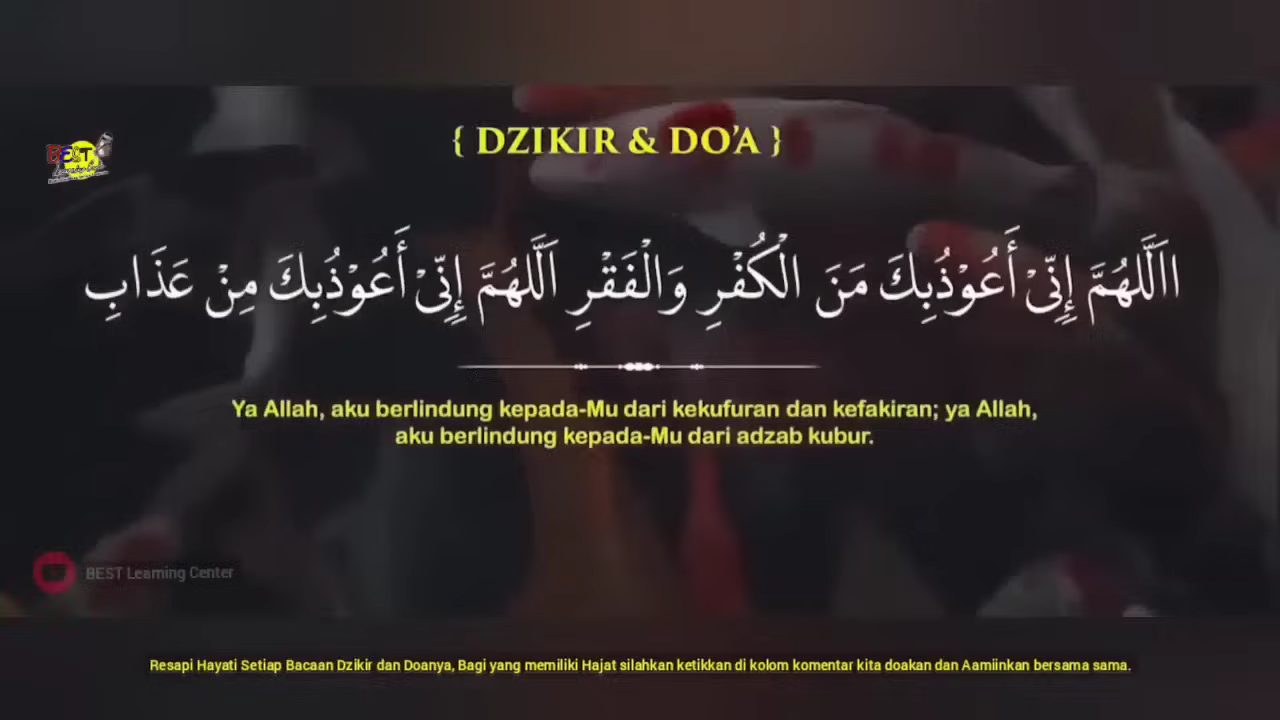 { DZIKIR & DO’A }
BEST
االَلَّهُمَّ إِنِّىْ أَعُوْذُبِكَ مَنَ الْكُفْرِ وَالْفَقْرِ اَللَّهُمَّ إِنِّىْ أَعُوْذُبِكَ مِنْ عَذَابِ
Ya Allah, aku berlindung kepada-Mu dari kekufuran dan kefakiran; ya Allah,
aku berlindung kepada-Mu dari adzab kubur.
BEST Learning Center
Resapi Hayati Setiap Bacaan Dzikir dan Doanya, Bagi yang memiliki Hajat silahkan ketikkan di kolom komentar kita doakan dan Aamiinkan bersama sama.